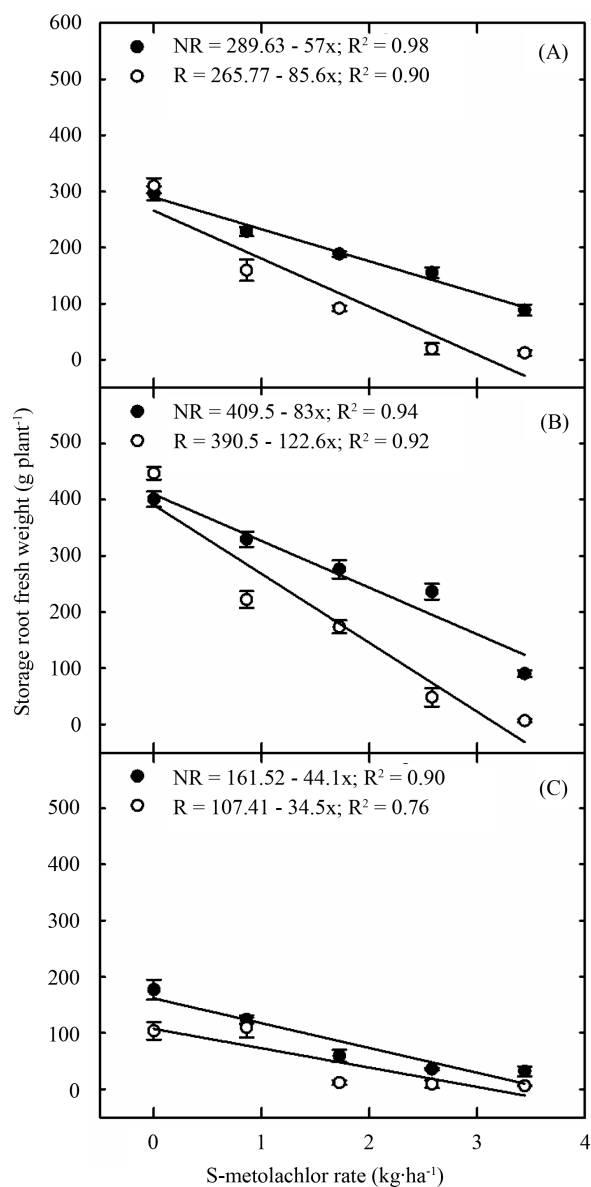 600
NR = 289.63 - 57x; R² = 0.98
(A)
500
R = 265.77 - 85.6x; R² = 0.90
400
300
200
100
0
NR = 409.5 - 83x; R² = 0.94
(B)
R = 390.5 - 122.6x; R² = 0.92
500
400
300
200
100
0
NR = 161.52 - 44.1x; R² = 0.90
(C)
R = 107.41 - 34.5x; R² = 0.76
500
400
300
200
100
0
Storage root fresh weight (g plant⁻¹)
0 1 2 3 4
S-metolachlor rate (kg·ha⁻¹)